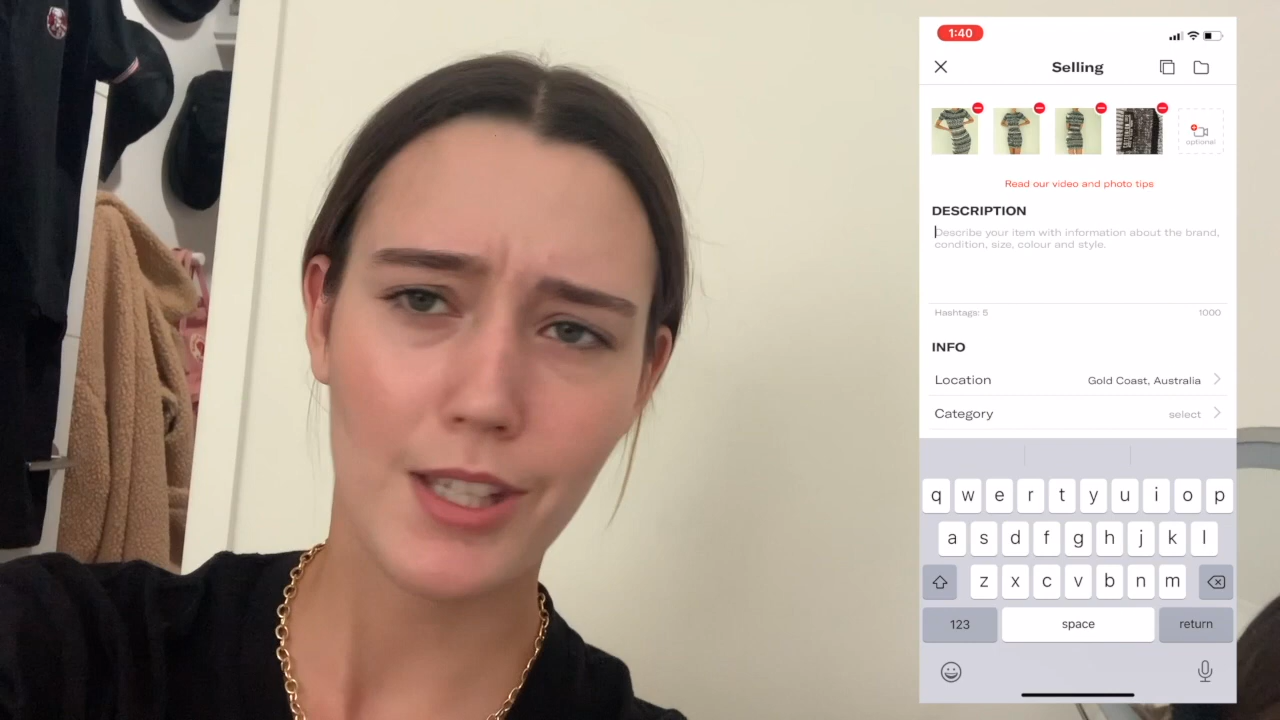 1:40
Selling
optional
Read our video and photo tips
DESCRIPTION
Describe your item with information about the brand,
condition, size, colour and style.
Hashtags: 5 1000
INFO
Location Gold Coast, Australia
Category select
q w e r t y u i o p
a s d f g h j k l
z x c v b n m
123 space return